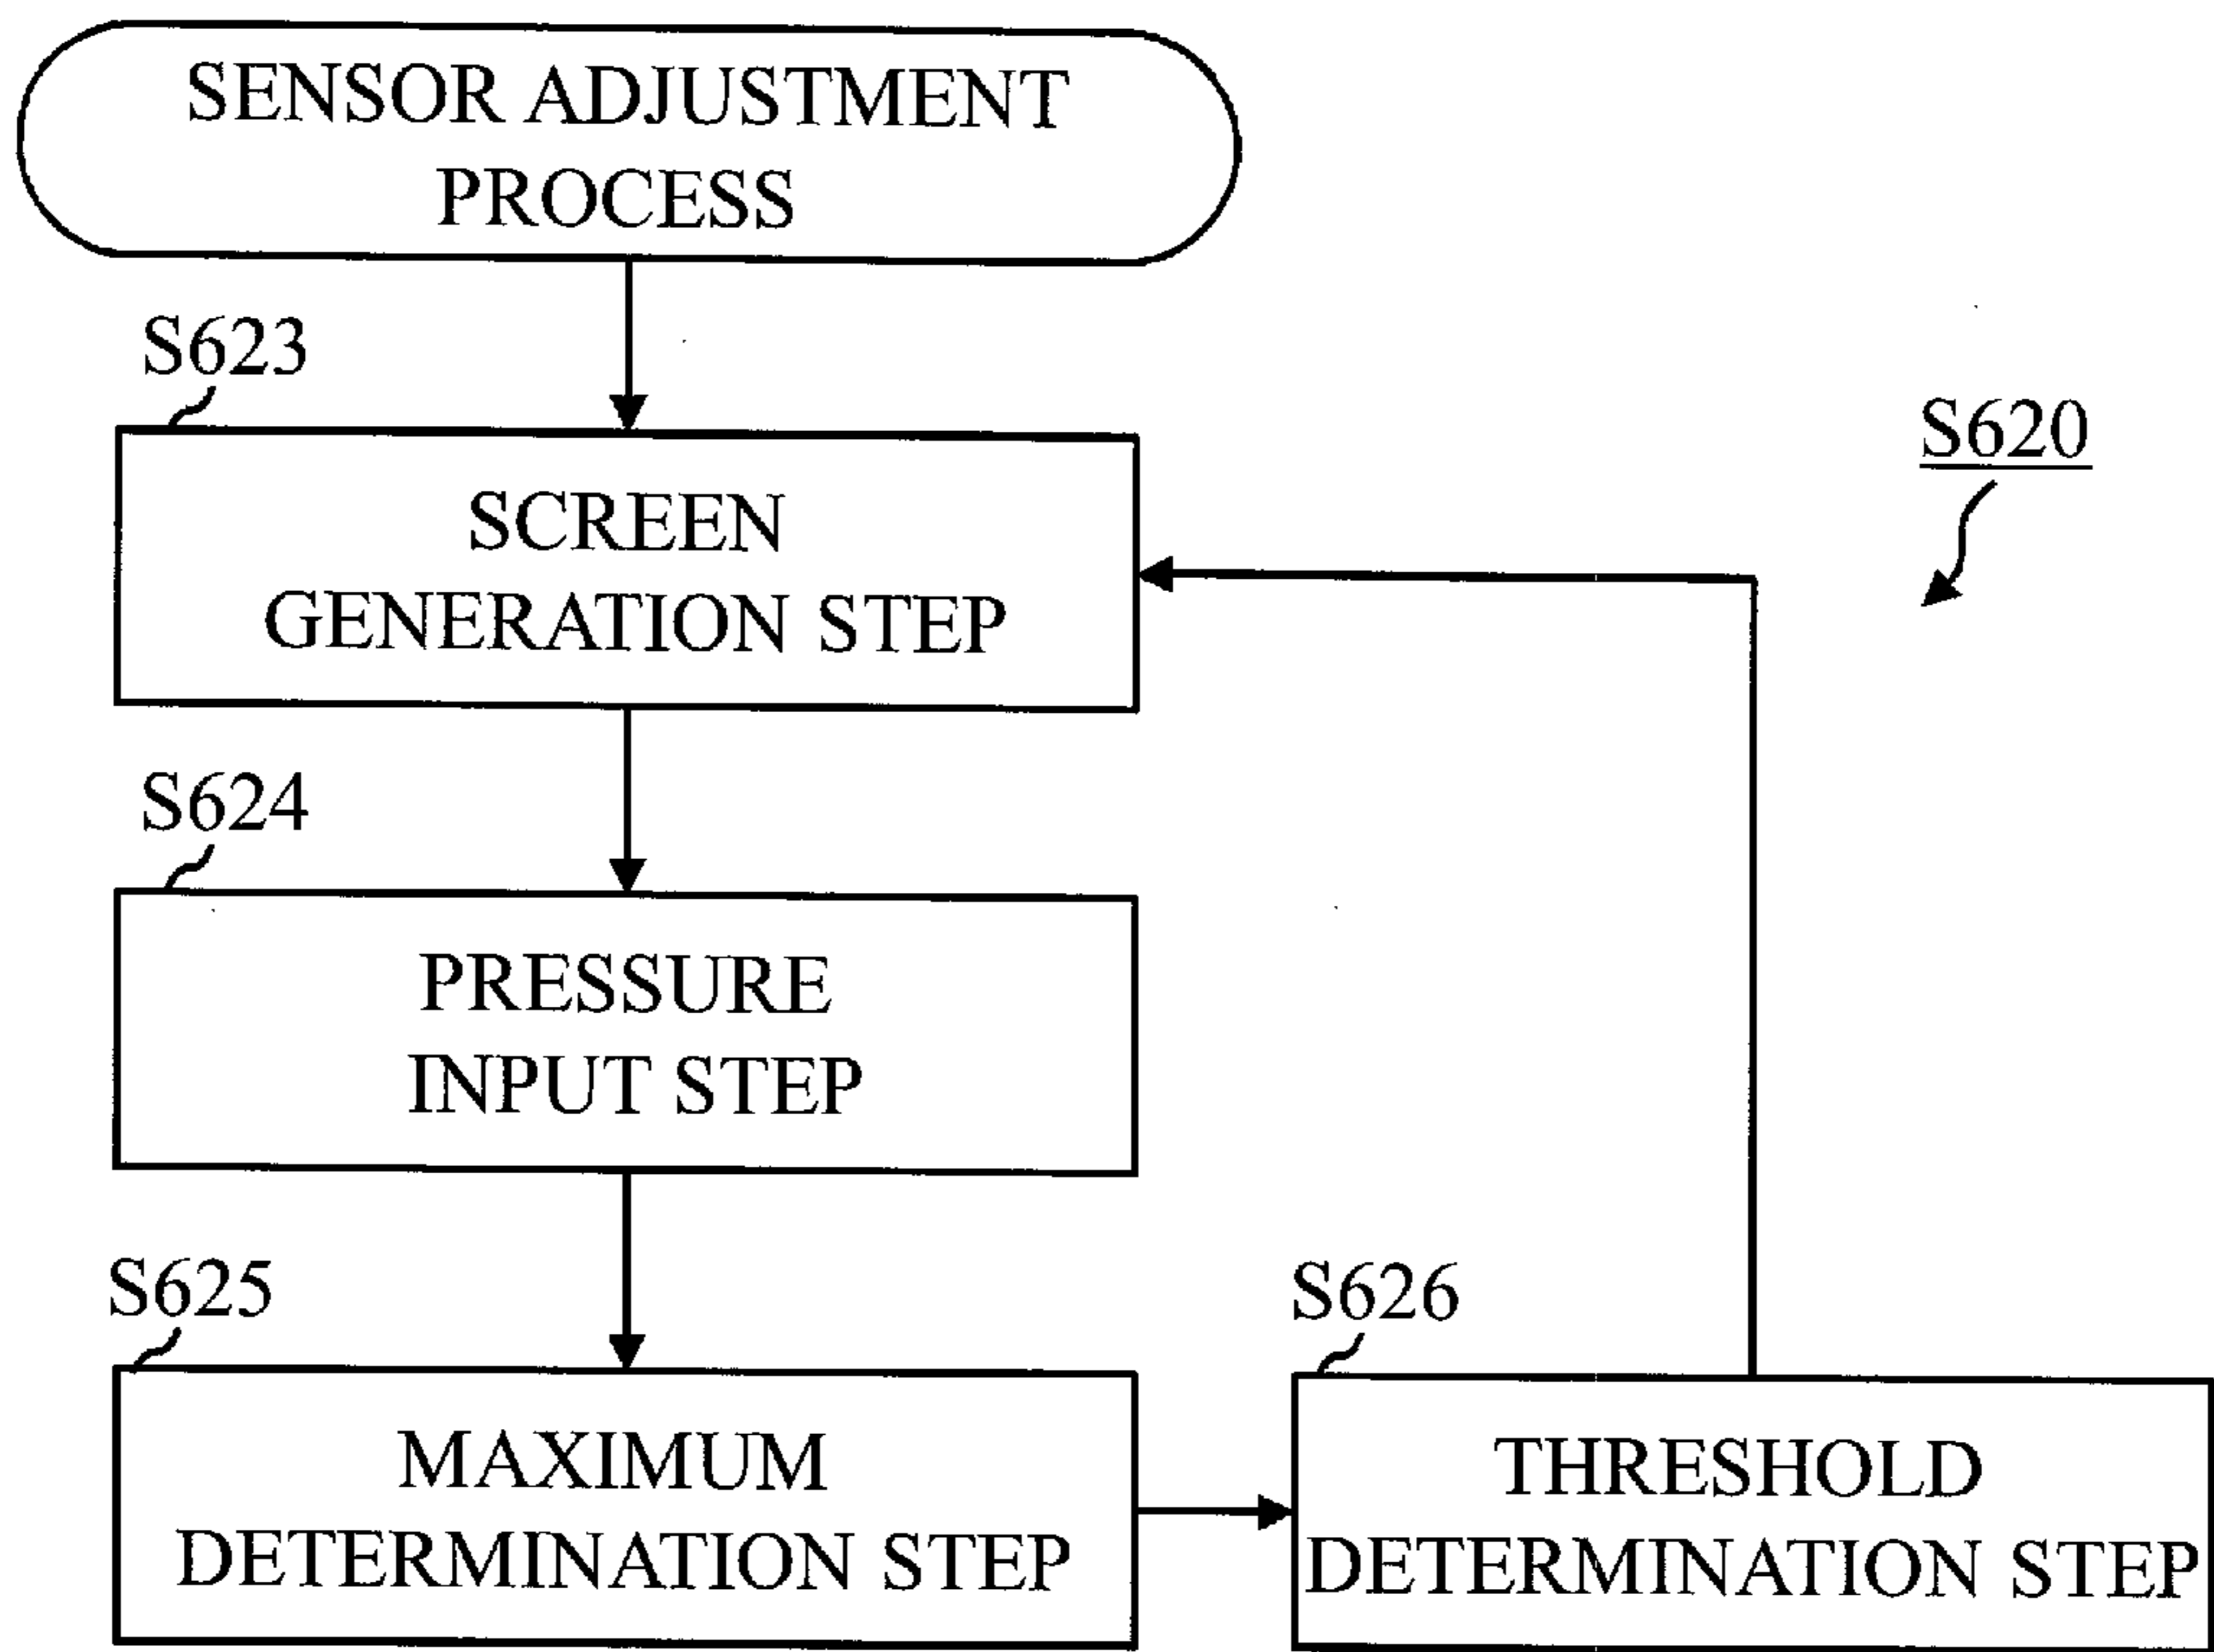 SENSOR ADJUSTMENT
PROCESS
S623
S620
SCREEN
GENERATION STEP
S624
PRESSURE
INPUT STEP
S625
S626
MAXIMUM
DETERMINATION STEP
THRESHOLD
DETERMINATION STEP